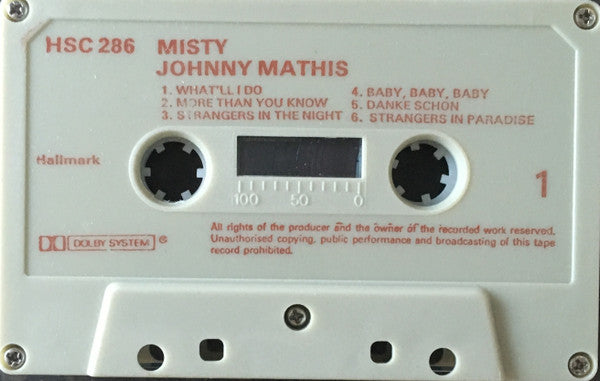 HSC 286 MISTY
JOHNNY MATHIS
1. WHAT'LL I DO
2. MORE THAN YOU KNOW
3. STRANGERS IN THE NIGHT
4. BABY, BABY, BABY
5. DANKE SCHON
6. STRANGERS IN PARADISE
Hallmark
1
100 50 0
DOLBY SYSTEM ®
All rights of the producer and the owner of the recorded work reserved.
Unauthorised copying, public performance and broadcasting of this tape
record prohibited.